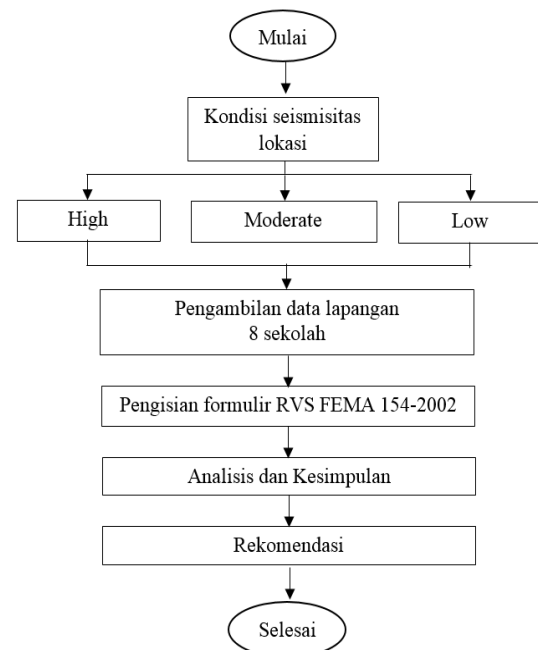 Mulai
Kondisi seismisitas
lokasi
High
Moderate
Low
Pengambilan data lapangan
8 sekolah
Pengisian formulir RVS FEMA 154-2002
Analisis dan Kesimpulan
Rekomendasi
Selesai